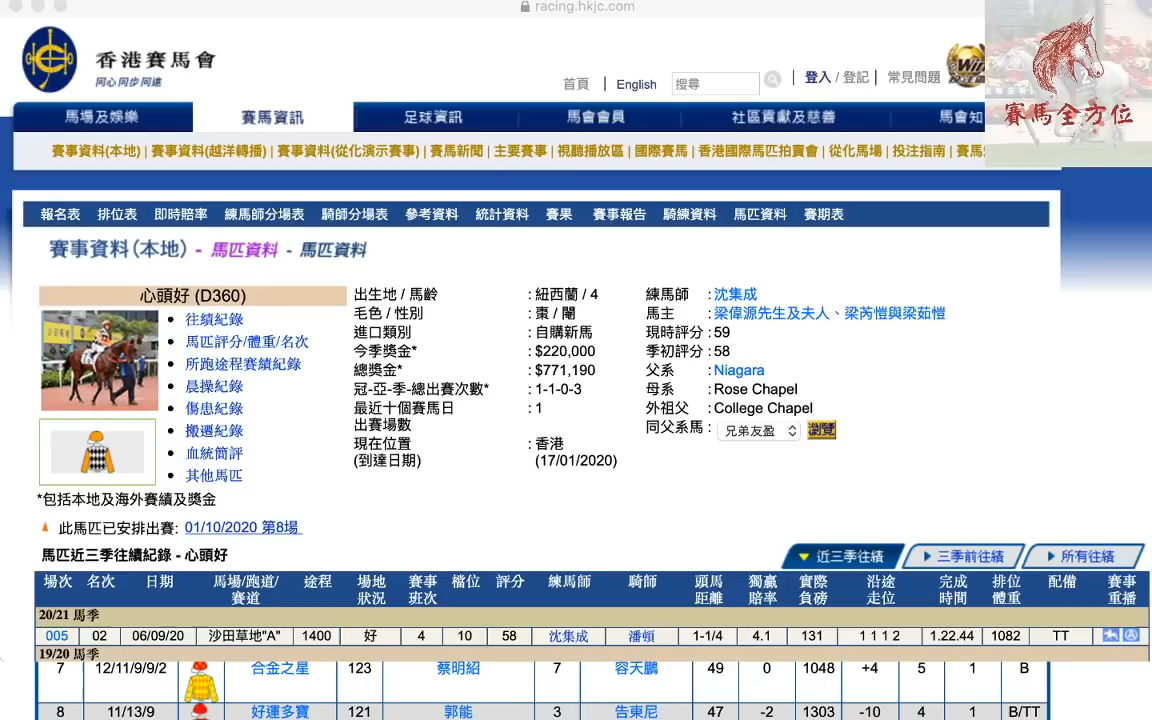 racing.hkjc.com
香港賽馬會
同心同步同進
首頁 | English 搜尋 | 登入 / 登記 | 常見問題
賽馬全方位
馬場及娛樂 賽馬資訊 足球資訊 馬會會員 社區貢獻及慈善 馬會知
賽事資料(本地) | 賽事資料(越洋轉播) | 賽事資料(從化演示賽事) | 賽馬新聞 | 主要賽事 | 視聽播放區 | 國際賽馬 | 香港國際馬匹拍賣會 | 從化馬場 | 投注指南 | 賽馬
報名表 排位表 即時賠率 練馬師分場表 騎師分場表 參考資料 統計資料 賽果 賽事報告 騎練資料 馬匹資料 賽期表
賽事資料(本地) - 馬匹資料 - 馬匹資料
心頭好 (D360)
往績紀錄
馬匹評分/體重/名次
所跑途程賽績紀錄
晨操紀錄
傷患紀錄
搬遷紀錄
血統簡評
其他馬匹
出生地 / 馬齡 : 紐西蘭 / 4
毛色 / 性別 : 棗 / 閹
進口類別 : 自購新馬
今季獎金* : $220,000
總獎金* : $771,190
冠-亞-季-總出賽次數* : 1-1-0-3
最近十個賽馬日 : 1
出賽場數
現在位置 : 香港
(到達日期) (17/01/2020)
練馬師 : 沈集成
馬主 : 梁偉源先生及夫人、梁芮愷與梁茹愷
現時評分 : 59
季初評分 : 58
父系 : Niagara
母系 : Rose Chapel
外祖父 : College Chapel
同父系馬 : 兄弟友盈 瀏覽
*包括本地及海外賽績及獎金
此馬匹已安排出賽: 01/10/2020 第8場
馬匹近三季往績紀錄 - 心頭好
近三季往績 三季前往績 所有往績
場次 名次 日期 馬場/跑道/ 途程 場地 賽事 檔位 評分 練馬師 騎師 頭馬 獨贏 實際 沿途 完成 排位 配備 賽事
賽道 狀況 班次 距離 賠率 負磅 走位 時間 體重 重播
20/21 馬季
005 02 06/09/20 沙田草地"A" 1400 好 4 10 58 沈集成 潘頓 1-1/4 4.1 131 1 1 1 2 1.22.44 1082 TT
19/20 馬季
7 12/11/9/9/2 合金之星 123 蔡明紹 7 容天鵬 49 0 1048 +4 5 1 B
8 11/13/9 好運多寶 121 郭能 3 告東尼 47 -2 1303 -10 4 1 B/TT